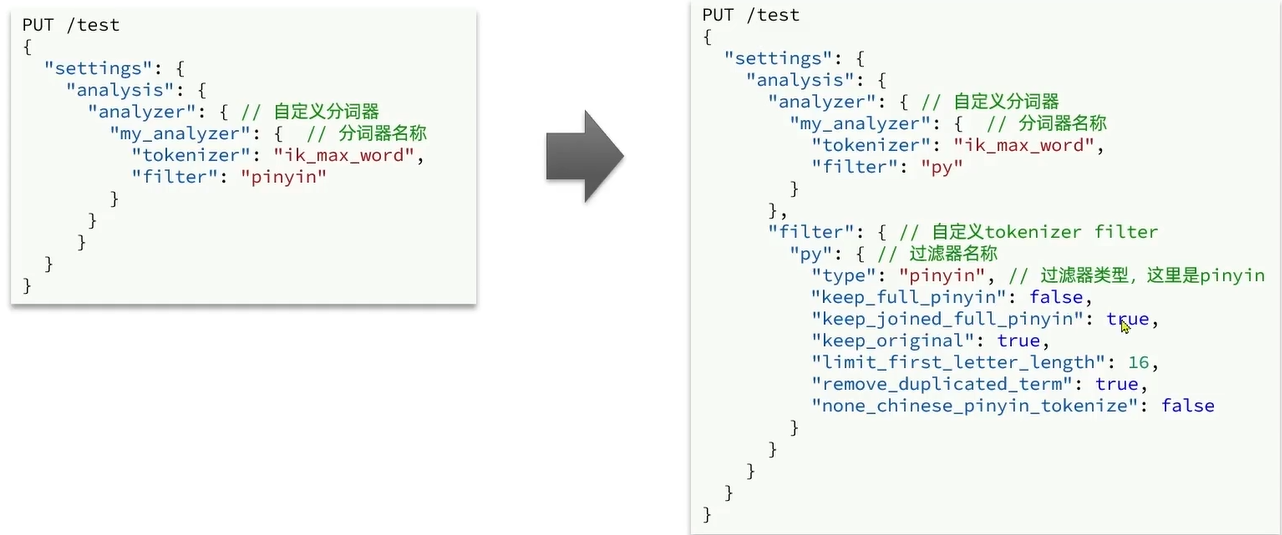 PUT /test
{
  "settings": {
    "analysis": {
      "analyzer": { // 自定义分词器
        "my_analyzer": {  // 分词器名称
          "tokenizer": "ik_max_word",
          "filter": "pinyin"
        }
      }
     }
  }
}
PUT /test
{
  "settings": {
    "analysis": {
      "analyzer": { // 自定义分词器
        "my_analyzer": {  // 分词器名称
          "tokenizer": "ik_max_word",
          "filter": "py"
        }
      },
      "filter": { // 自定义tokenizer filter
        "py": { // 过滤器名称
          "type": "pinyin", // 过滤器类型，这里是pinyin
          "keep_full_pinyin": false,
          "keep_joined_full_pinyin": true,
          "keep_original": true,
          "limit_first_letter_length": 16,
          "remove_duplicated_term": true,
          "none_chinese_pinyin_tokenize": false
        }
      }
    }
  }
}